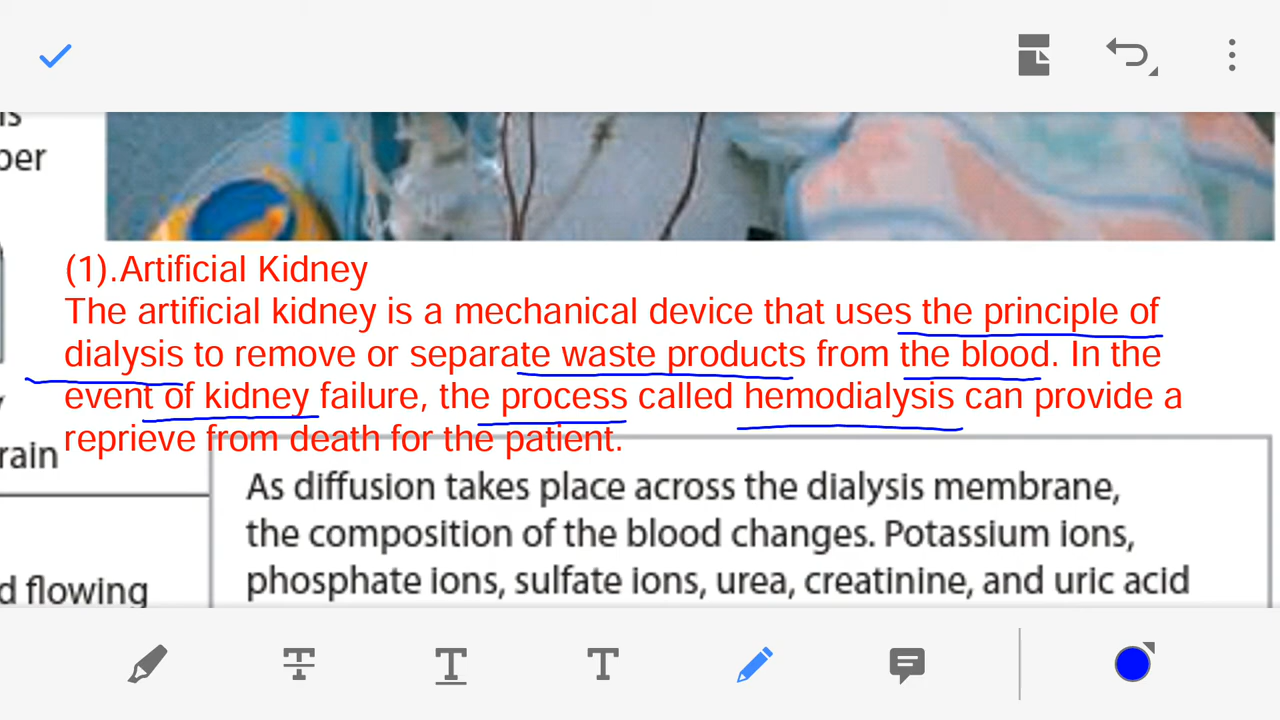 (1).Artificial Kidney
The artificial kidney is a mechanical device that uses the principle of
dialysis to remove or separate waste products from the blood. In the
event of kidney failure, the process called hemodialysis can provide a
reprieve from death for the patient.
As diffusion takes place across the dialysis membrane,
the composition of the blood changes. Potassium ions,
phosphate ions, sulfate ions, urea, creatinine, and uric acid
flowing